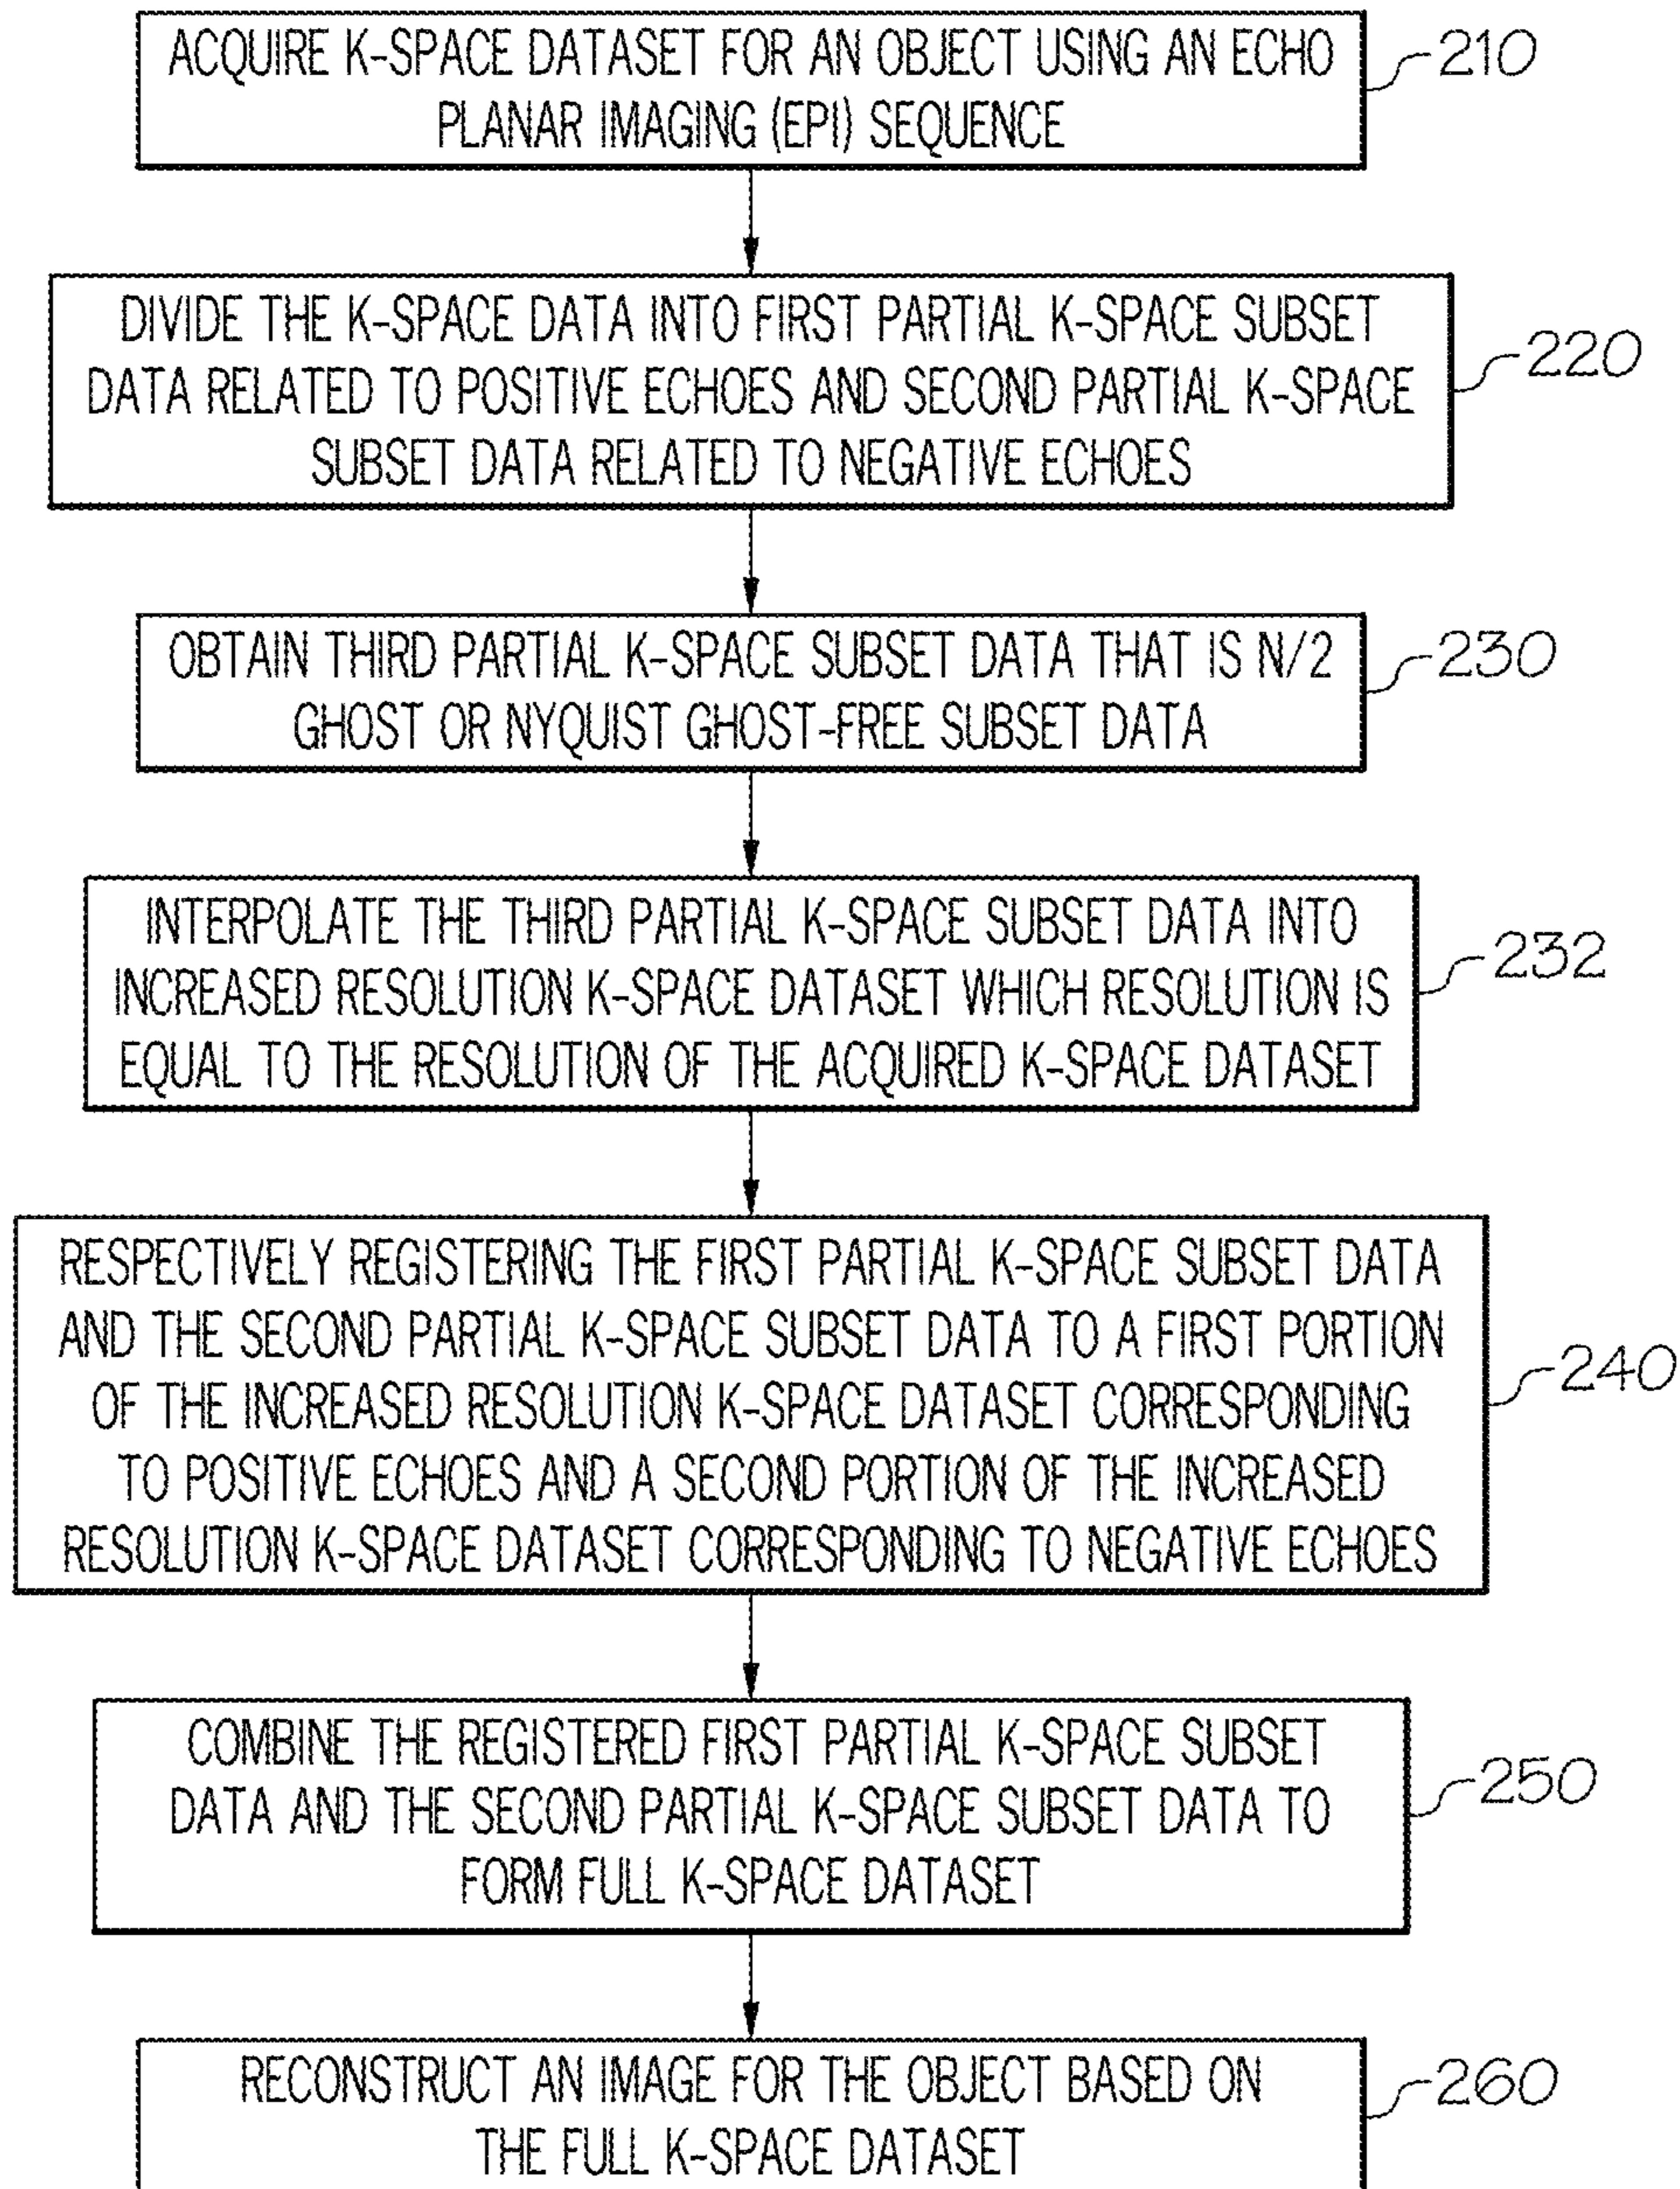 ACQUIRE K-SPACE DATASET FOR AN OBJECT USING AN ECHO
PLANAR IMAGING (EPI) SEQUENCE
210
DIVIDE THE K-SPACE DATA INTO FIRST PARTIAL K-SPACE SUBSET
DATA RELATED TO POSITIVE ECHOES AND SECOND PARTIAL K-SPACE
SUBSET DATA RELATED TO NEGATIVE ECHOES
220
OBTAIN THIRD PARTIAL K-SPACE SUBSET DATA THAT IS N/2
GHOST OR NYQUIST GHOST-FREE SUBSET DATA
230
INTERPOLATE THE THIRD PARTIAL K-SPACE SUBSET DATA INTO
INCREASED RESOLUTION K-SPACE DATASET WHICH RESOLUTION IS
EQUAL TO THE RESOLUTION OF THE ACQUIRED K-SPACE DATASET
232
RESPECTIVELY REGISTERING THE FIRST PARTIAL K-SPACE SUBSET DATA
AND THE SECOND PARTIAL K-SPACE SUBSET DATA TO A FIRST PORTION
OF THE INCREASED RESOLUTION K-SPACE DATASET CORRESPONDING
TO POSITIVE ECHOES AND A SECOND PORTION OF THE INCREASED
RESOLUTION K-SPACE DATASET CORRESPONDING TO NEGATIVE ECHOES
240
COMBINE THE REGISTERED FIRST PARTIAL K-SPACE SUBSET
DATA AND THE SECOND PARTIAL K-SPACE SUBSET DATA TO
FORM FULL K-SPACE DATASET
250
RECONSTRUCT AN IMAGE FOR THE OBJECT BASED ON
THE FULL K-SPACE DATASET
260